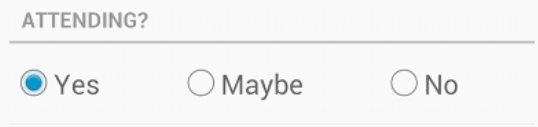 ATTENDING?
Yes Maybe No